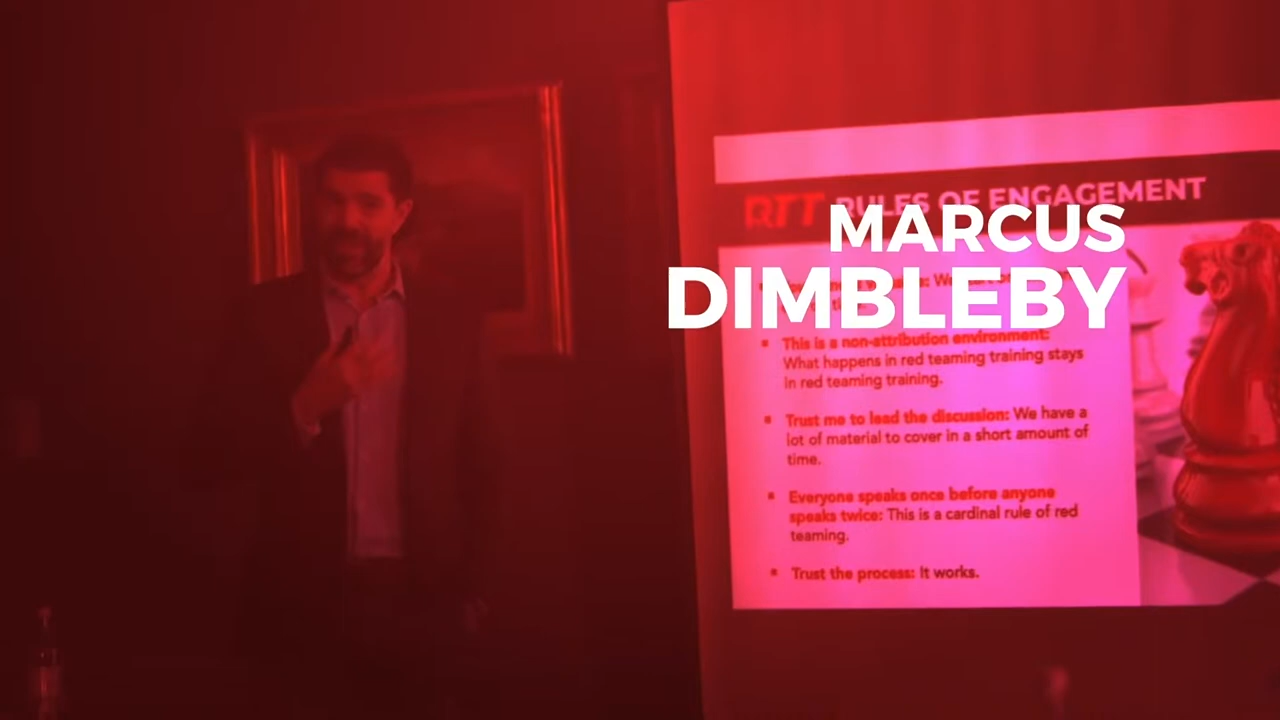 RTT RULES OF ENGAGEMENT
MARCUS
DIMBLEBY
This is a non-attribution environment:
What happens in red teaming training stays
in red teaming training.
Trust me to lead the discussion: We have a
lot of material to cover in a short amount of
time.
Everyone speaks once before anyone
speaks twice: This is a cardinal rule of red
teaming.
Trust the process: It works.